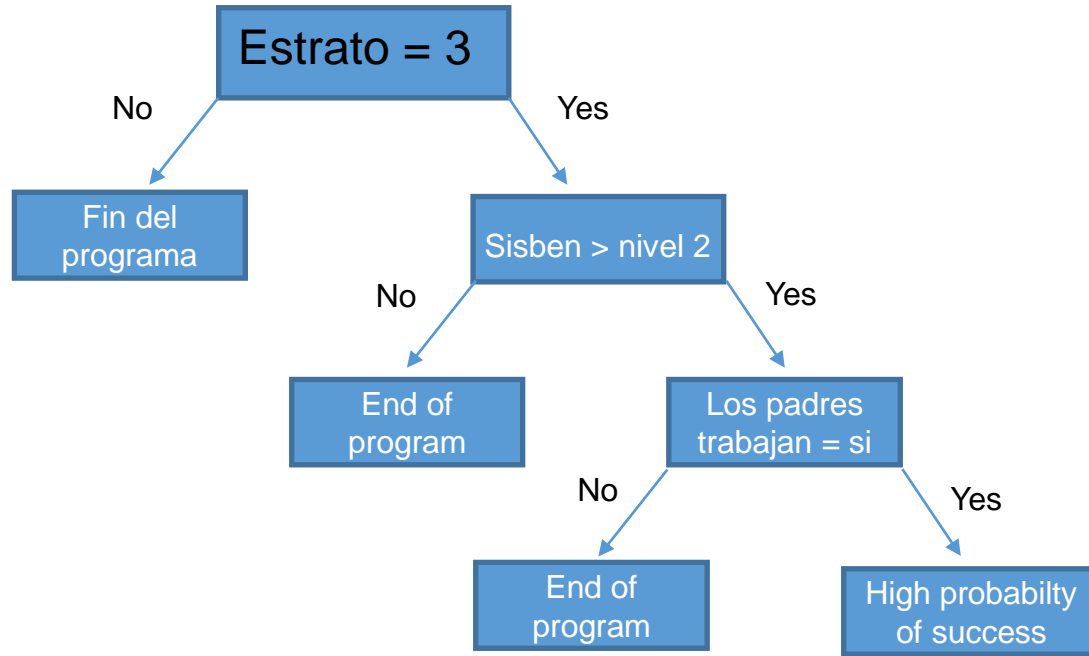 Estrato = 3
No
Yes
Fin del
programa
Sisben > nivel 2
No
Yes
End of
program
Los padres
trabajan = si
No
Yes
End of
program
High probabilty
of success